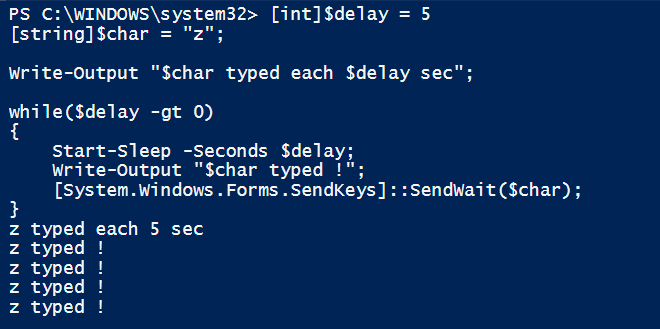 PS C:\WINDOWS\system32> [int]$delay = 5
[string]$char = "z";

Write-Output "$char typed each $delay sec";

while($delay -gt 0)
{
    Start-Sleep -Seconds $delay;
    Write-Output "$char typed !";
    [System.Windows.Forms.SendKeys]::SendWait($char);
}
z typed each 5 sec
z typed !
z typed !
z typed !
z typed !